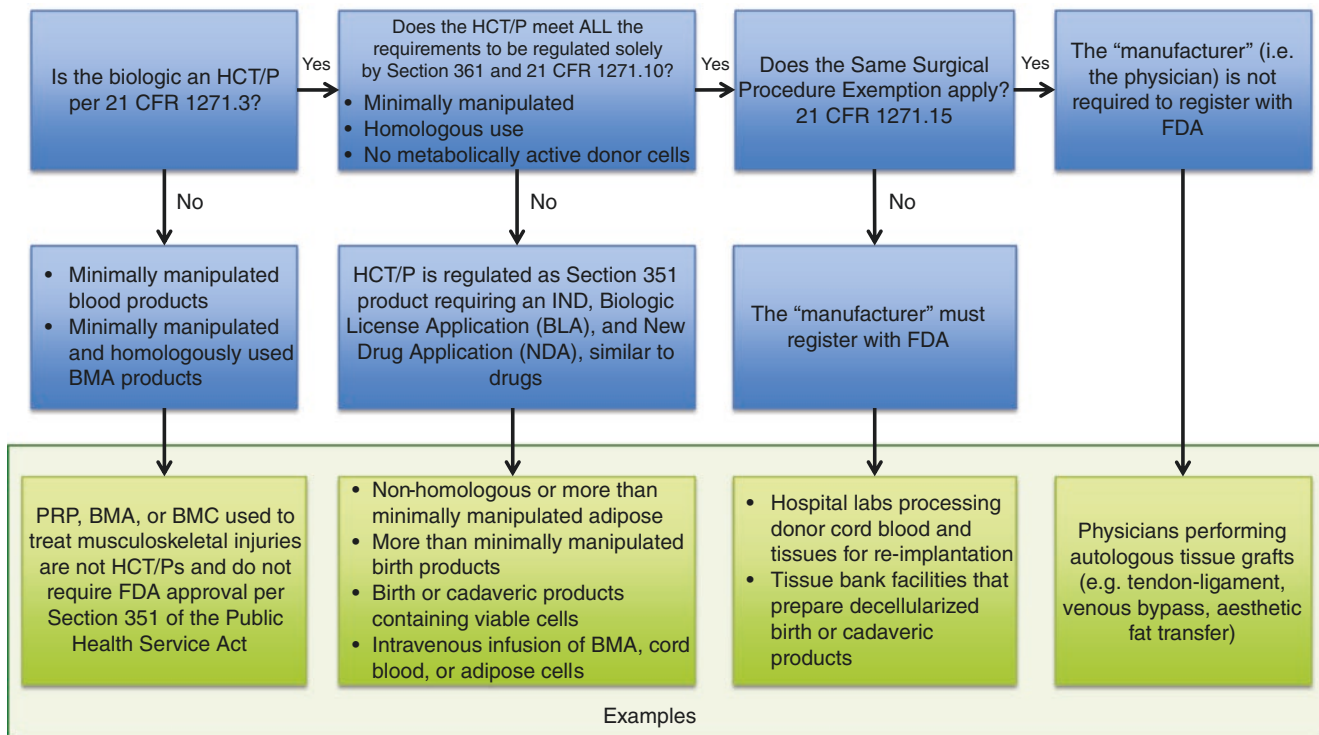 Is the biologic an HCT/P
per 21 CFR 1271.3?
Yes
Does the HCT/P meet ALL the
requirements to be regulated solely
by Section 361 and 21 CFR 1271.10?
• Minimally manipulated
• Homologous use
• No metabolically active donor cells
Yes
Does the Same Surgical
Procedure Exemption apply?
21 CFR 1271.15
Yes
The “manufacturer” (i.e.
the physician) is not
required to register with
FDA
No
No
No
• Minimally manipulated
blood products
• Minimally manipulated
and homologously used
BMA products
HCT/P is regulated as Section 351
product requiring an IND, Biologic
License Application (BLA), and New
Drug Application (NDA), similar to
drugs
The “manufacturer” must
register with FDA
PRP, BMA, or BMC used to
treat musculoskeletal injuries
are not HCT/Ps and do not
require FDA approval per
Section 351 of the Public
Health Service Act
• Non-homologous or more than
minimally manipulated adipose
• More than minimally manipulated
birth products
• Birth or cadaveric products
containing viable cells
• Intravenous infusion of BMA, cord
blood, or adipose cells
• Hospital labs processing
donor cord blood and
tissues for re-implantation
• Tissue bank facilities that
prepare decellularized
birth or cadaveric
products
Physicians performing
autologous tissue grafts
(e.g. tendon-ligament,
venous bypass, aesthetic
fat transfer)
Examples